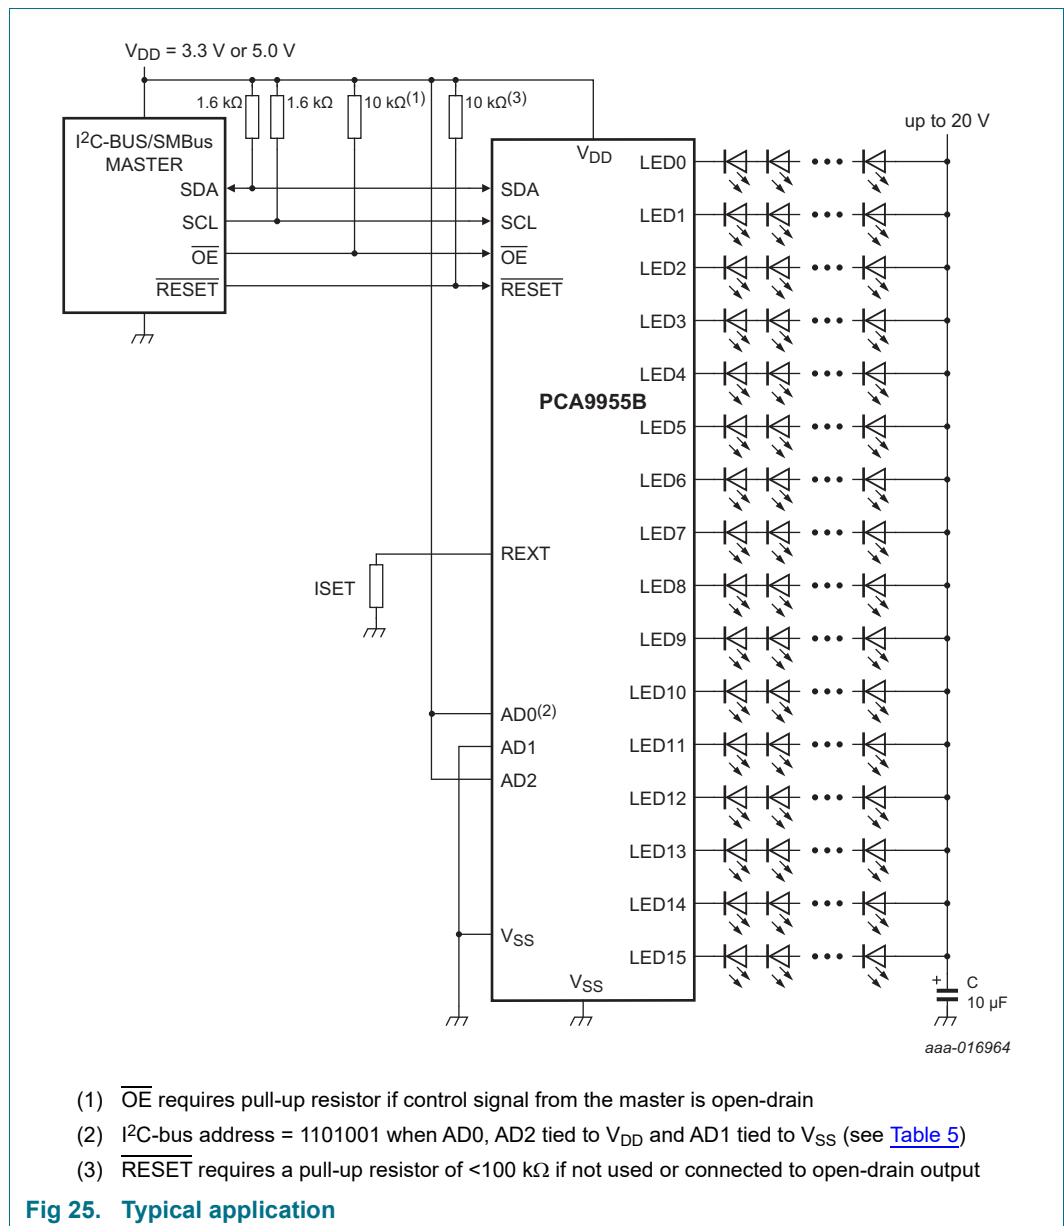 VDD = 3.3 V or 5.0 V
1.6 kΩ 1.6 kΩ 10 kΩ(1) 10 kΩ(3)
up to 20 V
I2C-BUS/SMBus
MASTER
SDA
SCL
OE
RESET
VDD
SDA
SCL
OE
RESET
PCA9955B
REXT
ISET
AD0(2)
AD1
AD2
VSS
VSS
LED0
LED1
LED2
LED3
LED4
LED5
LED6
LED7
LED8
LED9
LED10
LED11
LED12
LED13
LED14
LED15
+ C
10 μF
aaa-016964
(1) OE requires pull-up resistor if control signal from the master is open-drain
(2) I2C-bus address = 1101001 when AD0, AD2 tied to VDD and AD1 tied to VSS (see Table 5)
(3) RESET requires a pull-up resistor of <100 kΩ if not used or connected to open-drain output
Fig 25. Typical application